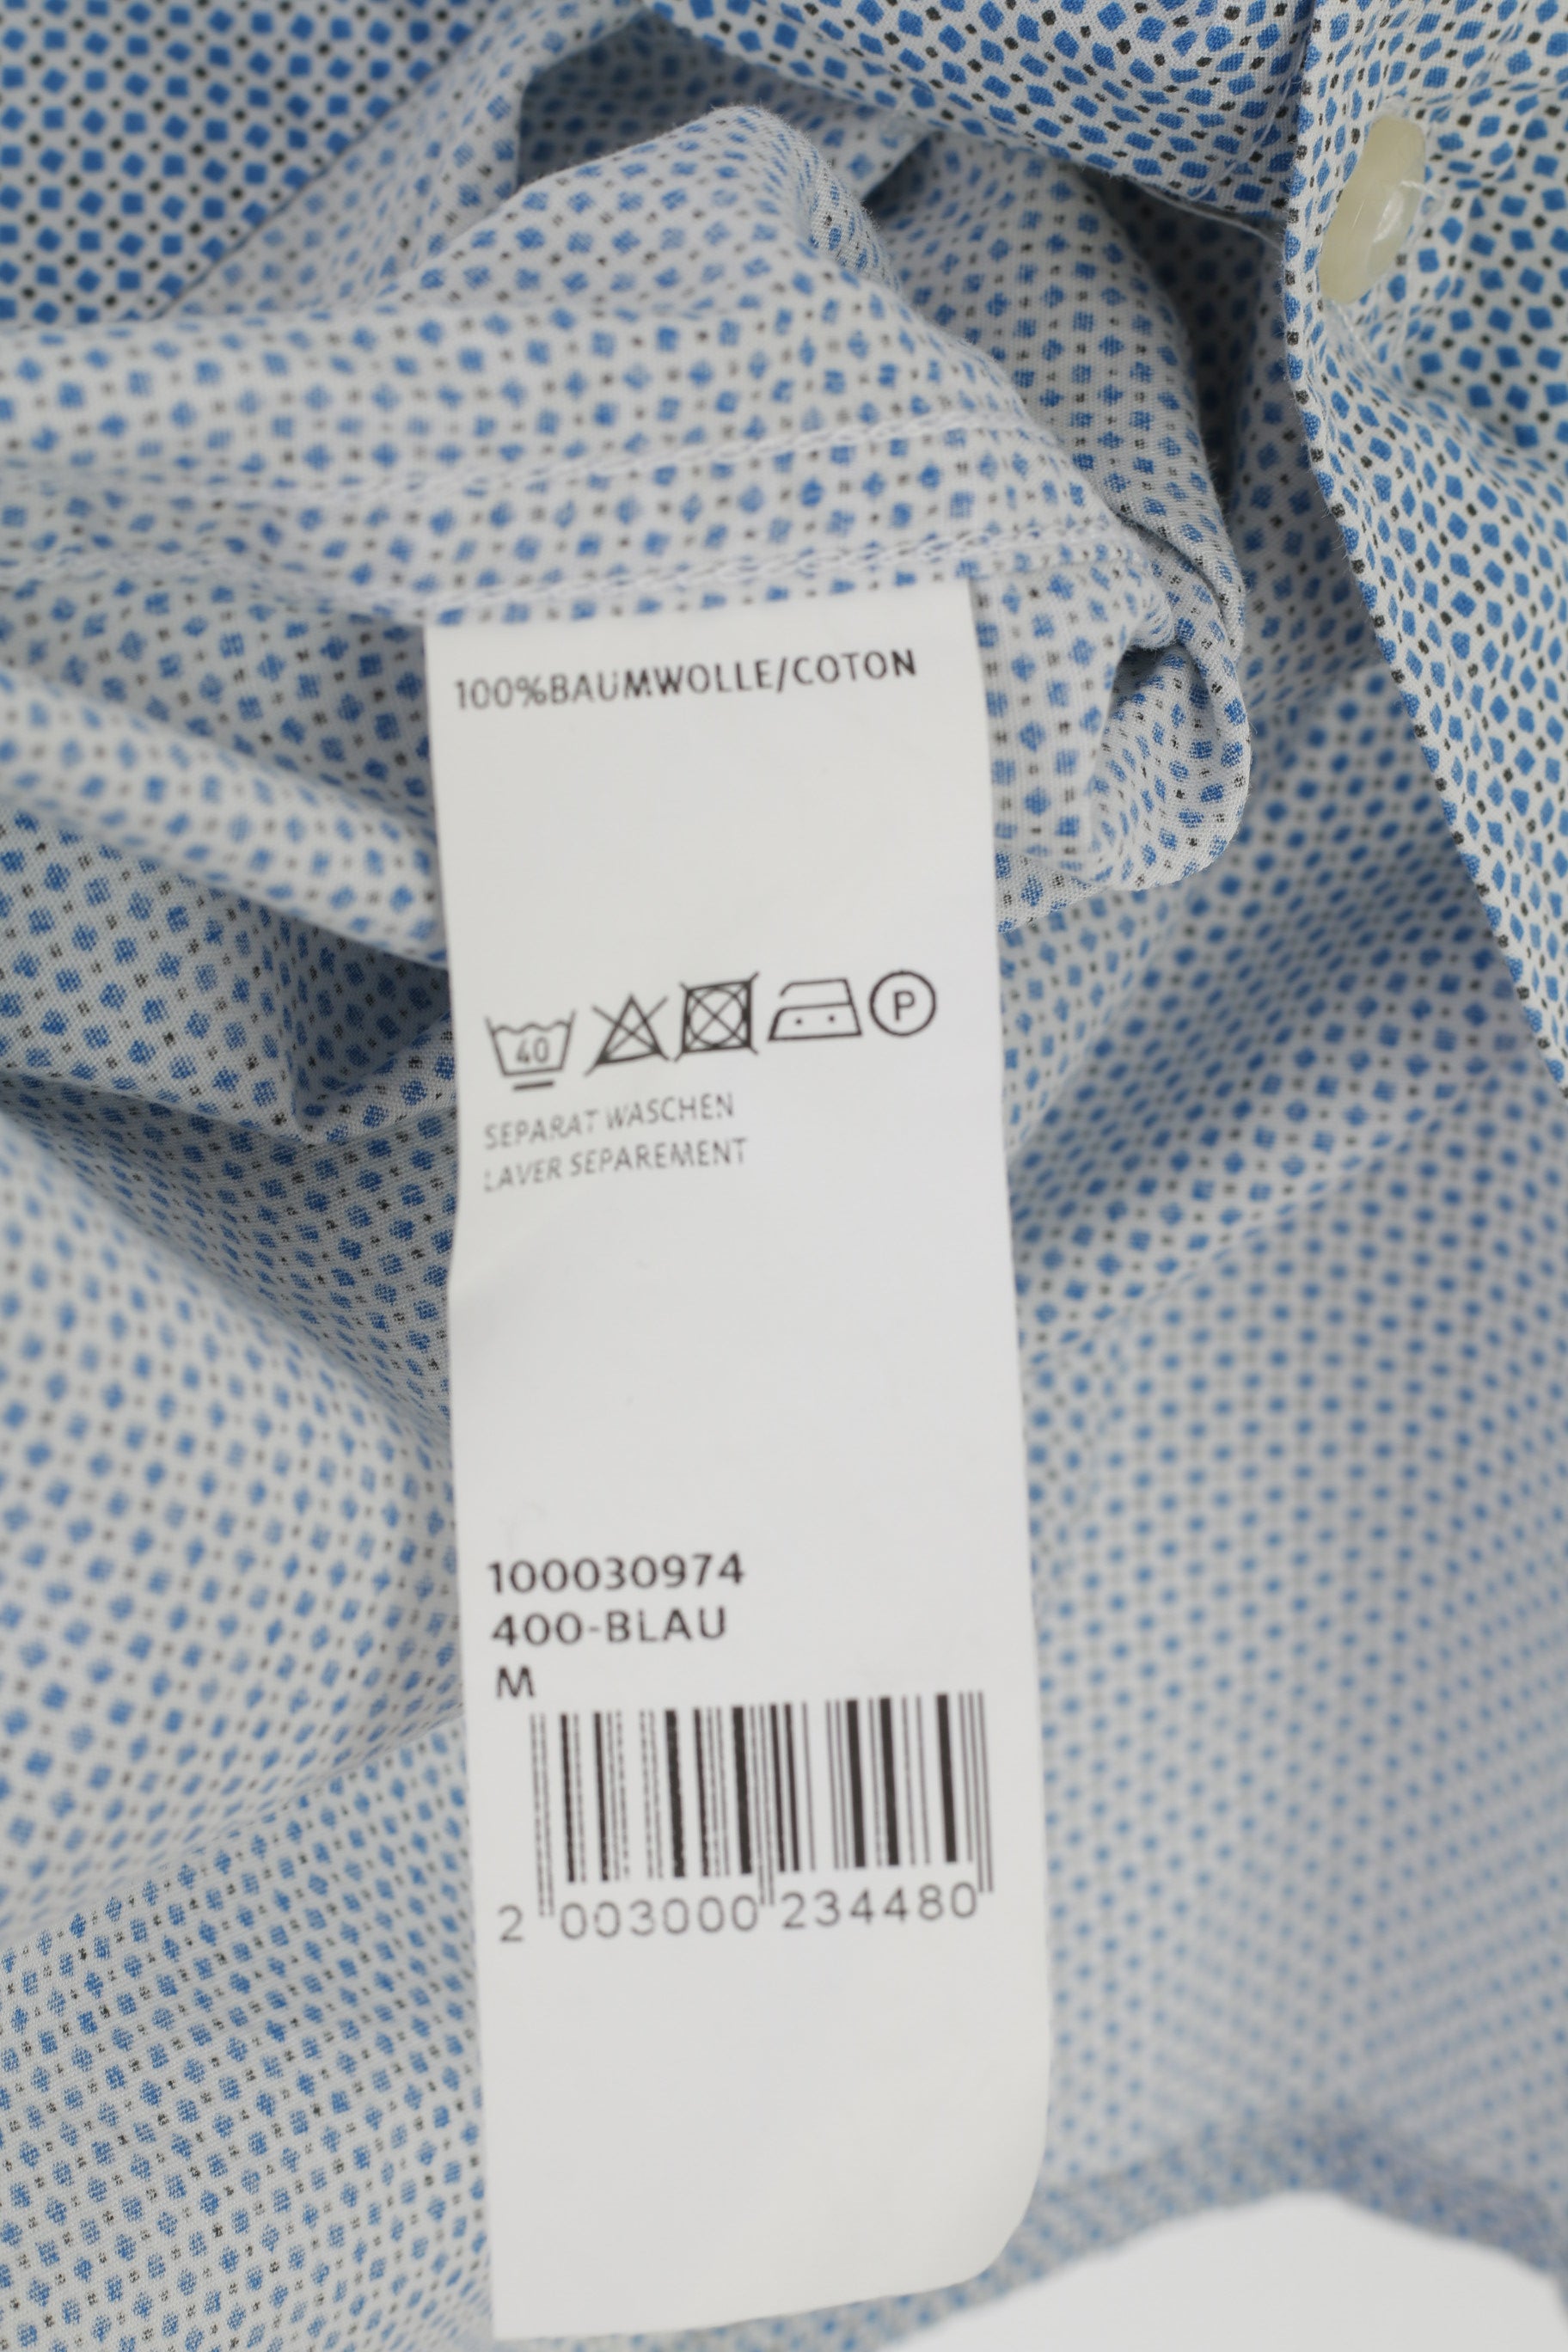 100%BAUMWOLLE/COTON
40 P
SEPARAT WASCHEN
LAVER SEPAREMENT
100030974
400-BLAU
M
2 003000 234480